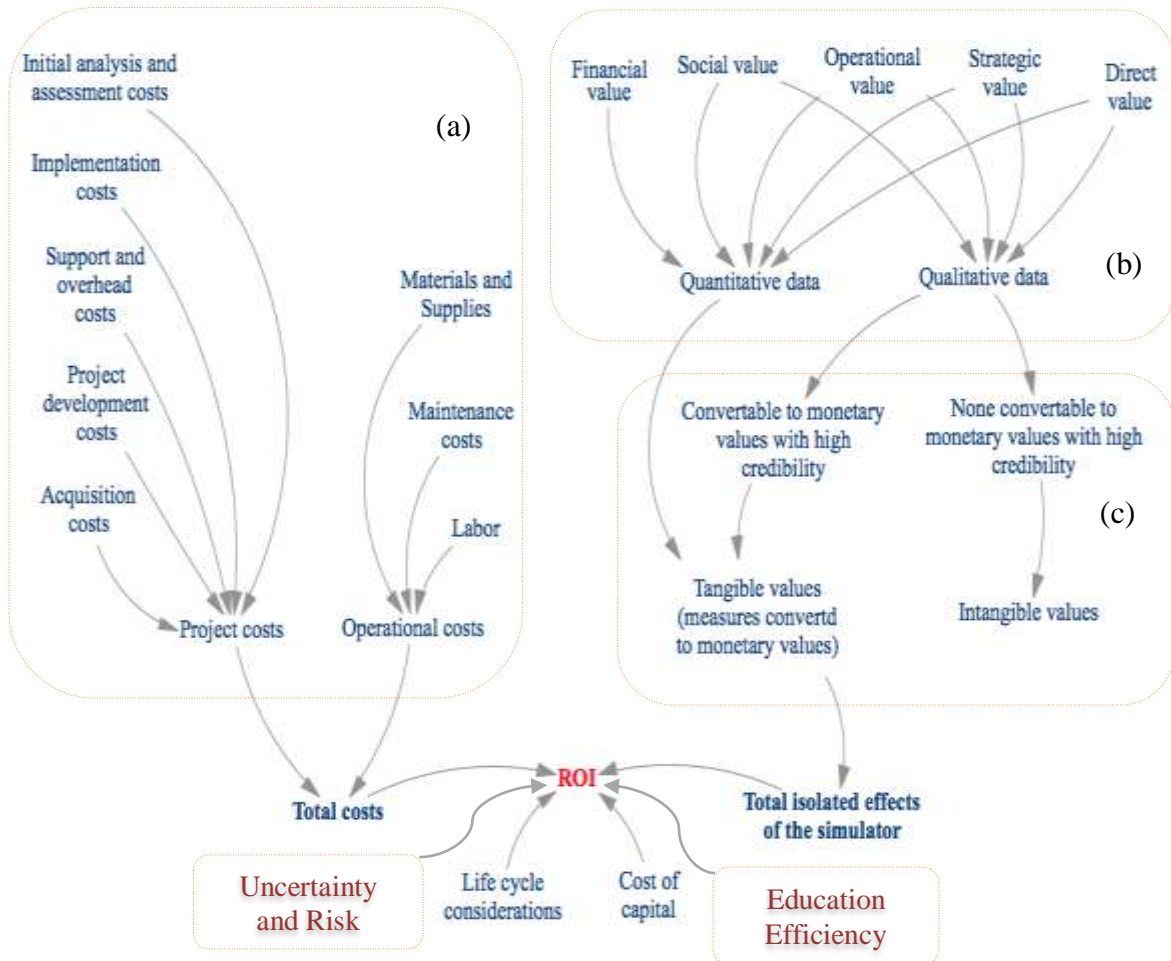 Initial analysis and
assessment costs
(a)
Implementation
costs
Support and
overhead
costs
Materials and
Supplies
Project
development
costs
Maintenance
costs
Acquisition
costs
Labor
Project costs
Operational costs
Financial
value
Social value
Operational
value
Strategic
value
Direct
value
Quantitative data
Qualitative data
(b)
Convertable to monetary
values with high
credibility
None convertable to
monetary values with high
credibility
(c)
Tangible values
(measures convertd
to monetary values)
Intangible values
ROI
Total costs
Total isolated effects
of the simulator
Uncertainty
and Risk
Life cycle
considerations
Cost of
capital
Education
Efficiency